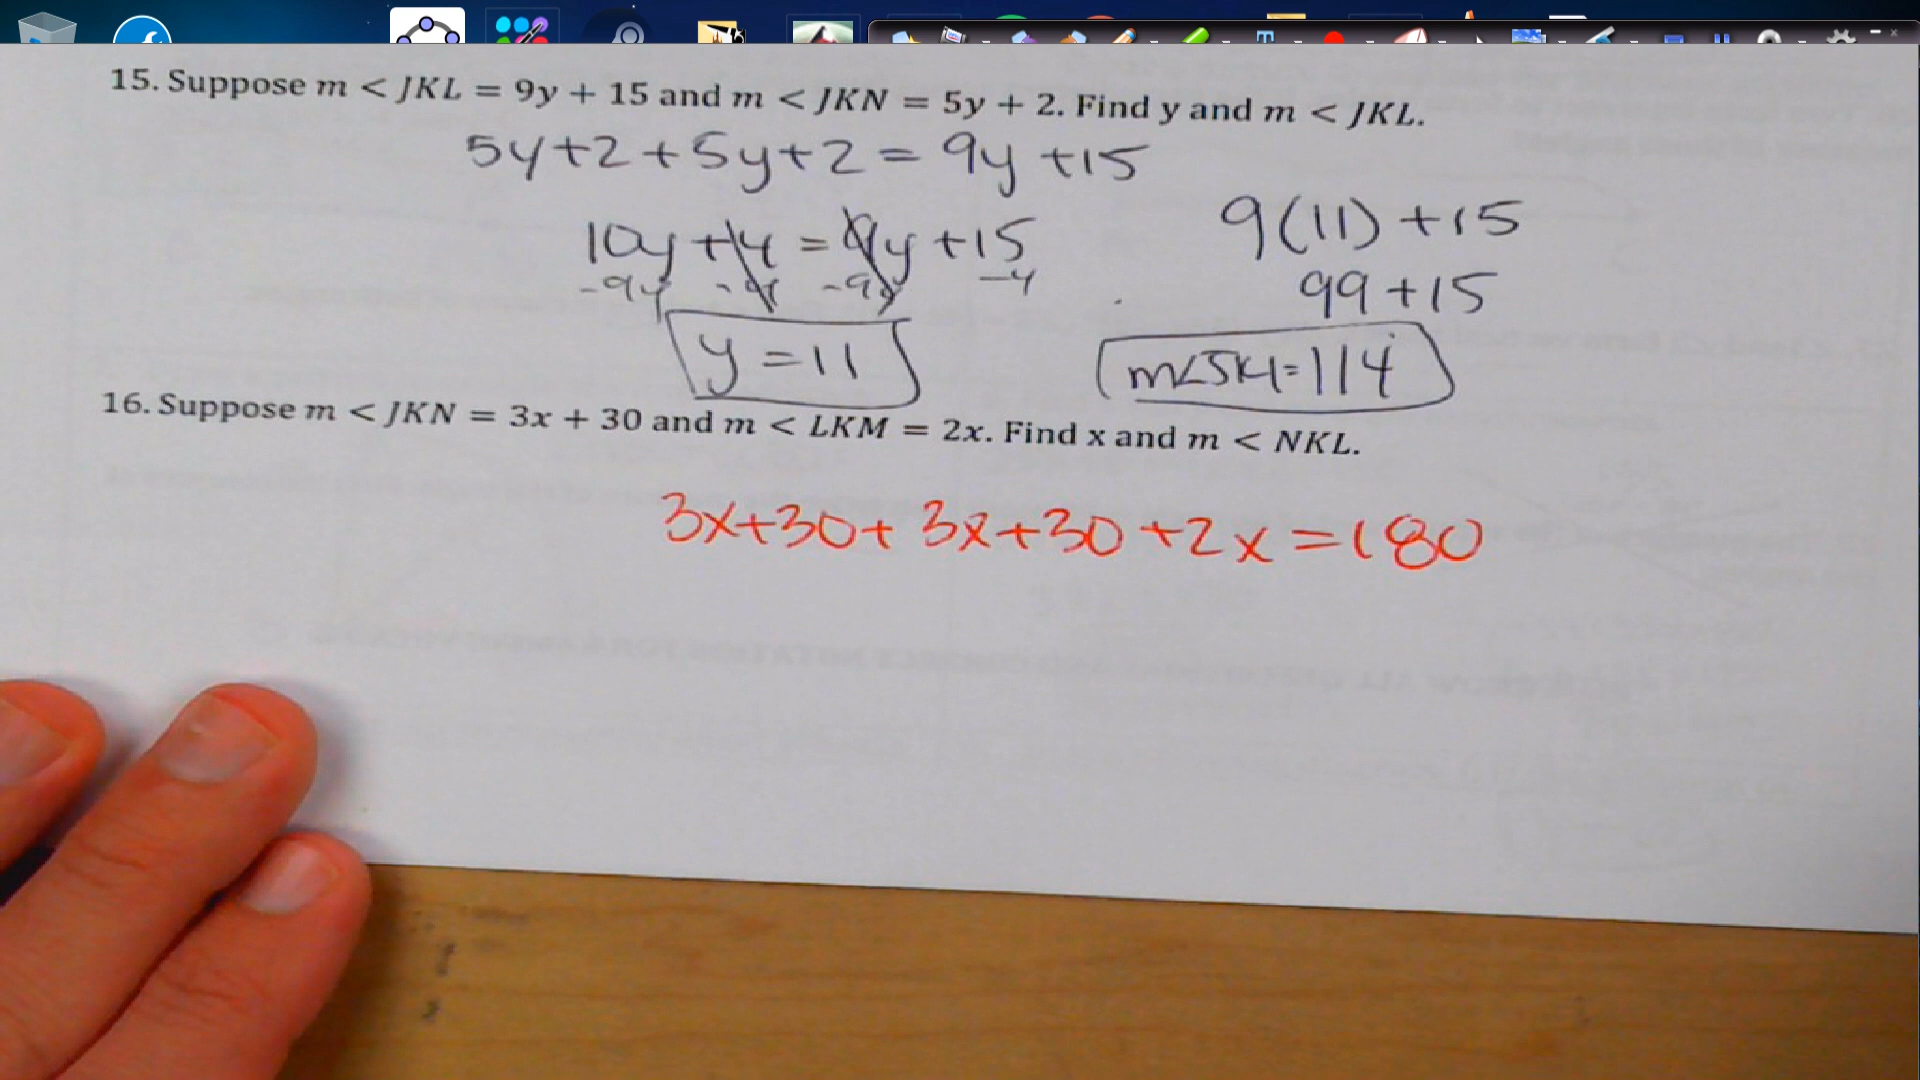 15. Suppose m < JKL = 9y + 15 and m < JKN = 5y + 2. Find y and m < JKL.
5y+2+5y+2 = 9y+15
10y+4 = 9y+15
-9y -4 -9y -4
y = 11
9(11)+15
99+15
m<JKL=114
16. Suppose m < JKN = 3x + 30 and m < LKM = 2x. Find x and m < NKL.
3x+30+3x+30+2x=180